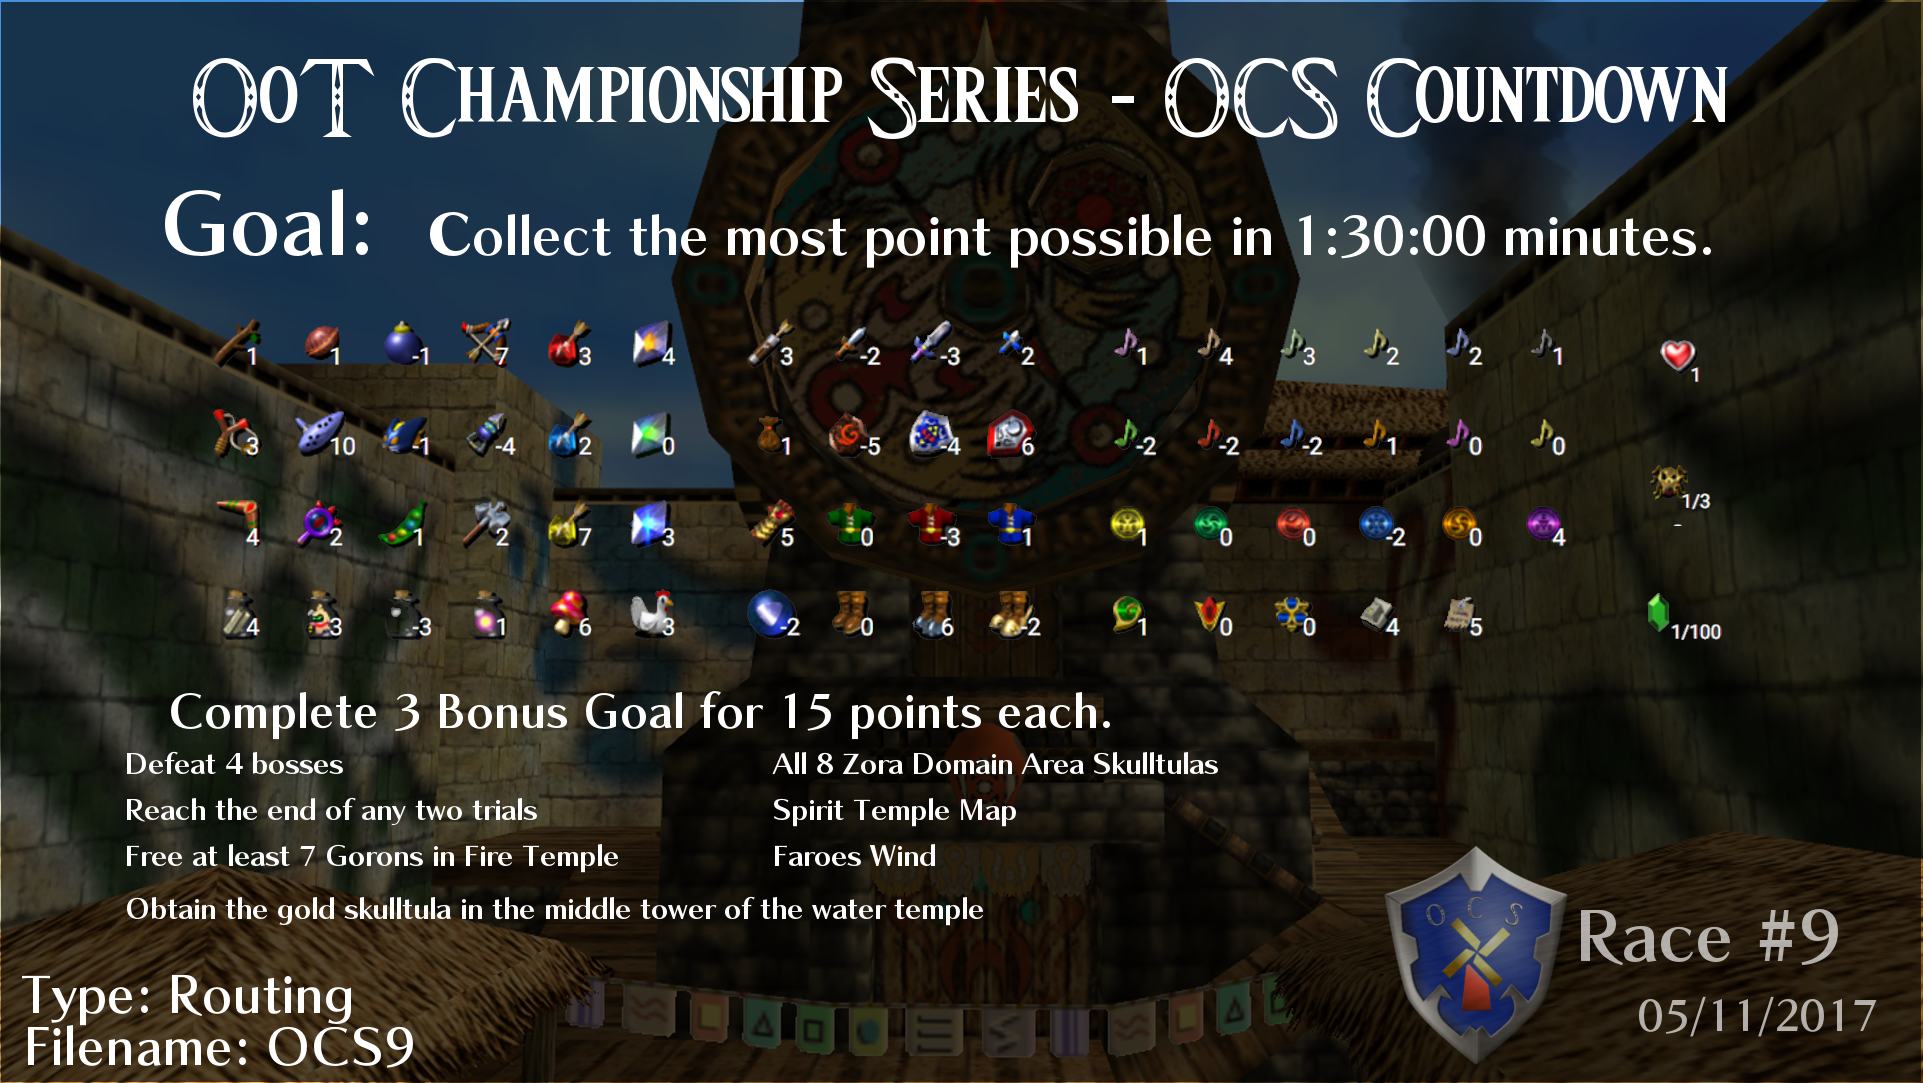 OoT Championship Series - OCS Countdown
Goal: Collect the most point possible in 1:30:00 minutes.
1 1 -1 7 3 4 3 -2 -3 2 1 4 3 2 2 1 1
3 10 -1 -4 2 0 1 -5 -4 6 -2 -2 -2 1 0 0
4 2 1 2 7 3 5 0 -3 1 1 0 0 -2 0 4 1/3
4 3 -3 1 6 3 -2 0 6 -2 1 0 0 4 5 1/100
Complete 3 Bonus Goal for 15 points each.
Defeat 4 bosses
All 8 Zora Domain Area Skulltulas
Reach the end of any two trials
Spirit Temple Map
Free at least 7 Gorons in Fire Temple
Faroes Wind
Obtain the gold skulltula in the middle tower of the water temple
OCS
Race #9
05/11/2017
Type: Routing
Filename: OCS9